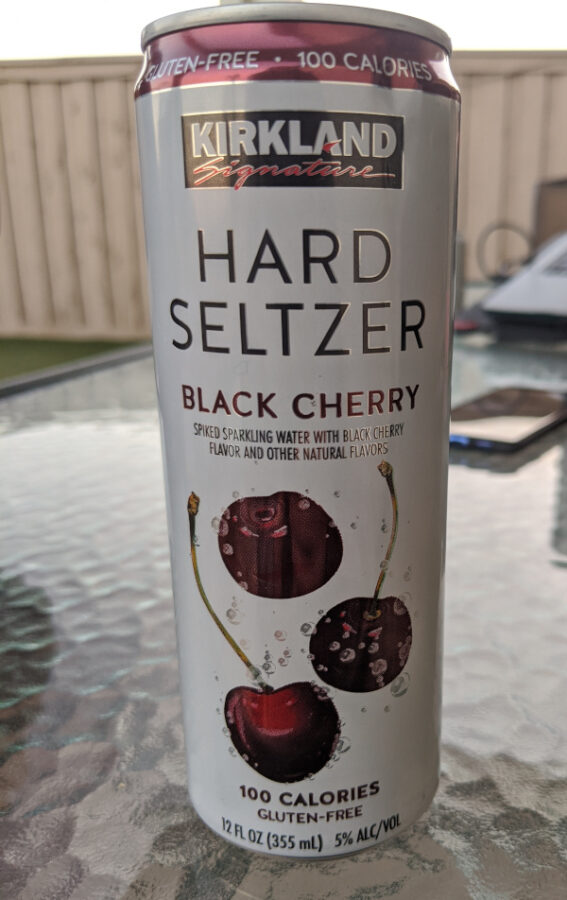 GLUTEN-FREE • 100 CALORIES
KIRKLAND
Signature
HARD
SELTZER
BLACK CHERRY
SPIKED SPARKLING WATER WITH BLACK CHERRY
FLAVOR AND OTHER NATURAL FLAVORS
100 CALORIES
GLUTEN-FREE
12 FL OZ (355 mL) 5% ALC/VOL